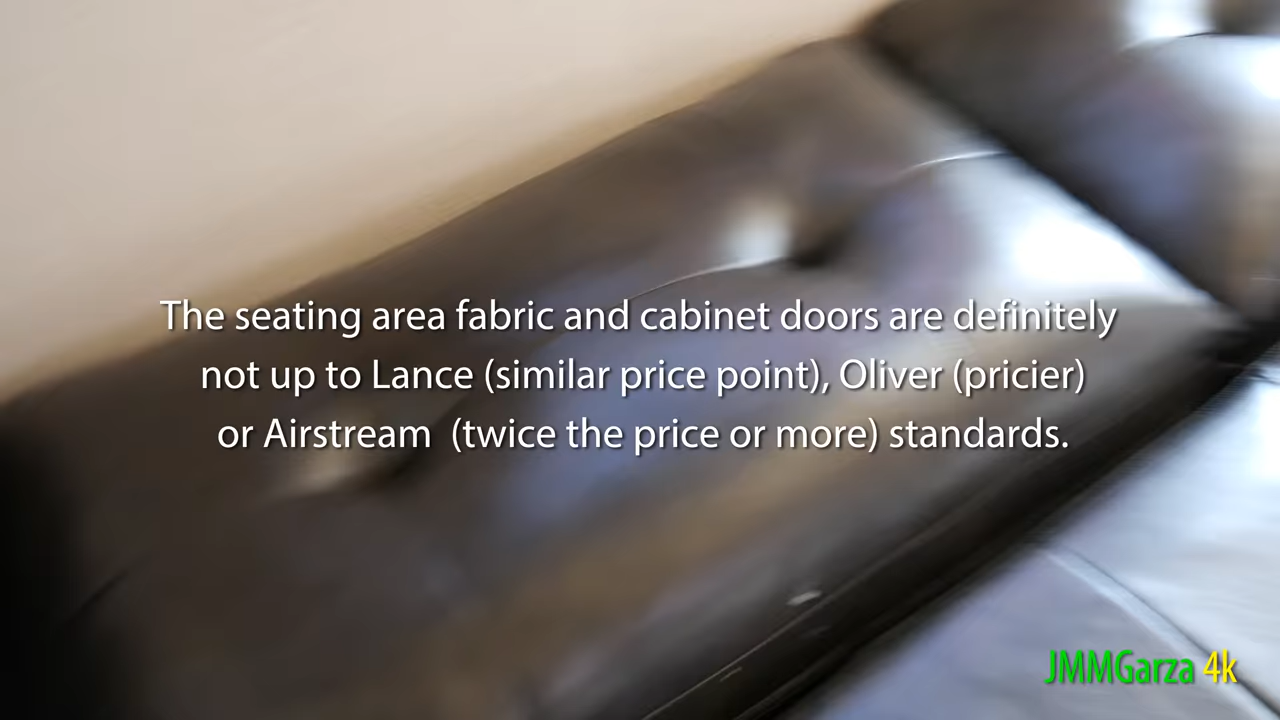 The seating area fabric and cabinet doors are definitely
not up to Lance (similar price point), Oliver (pricier)
or Airstream  (twice the price or more) standards.
JMMGarza 4k